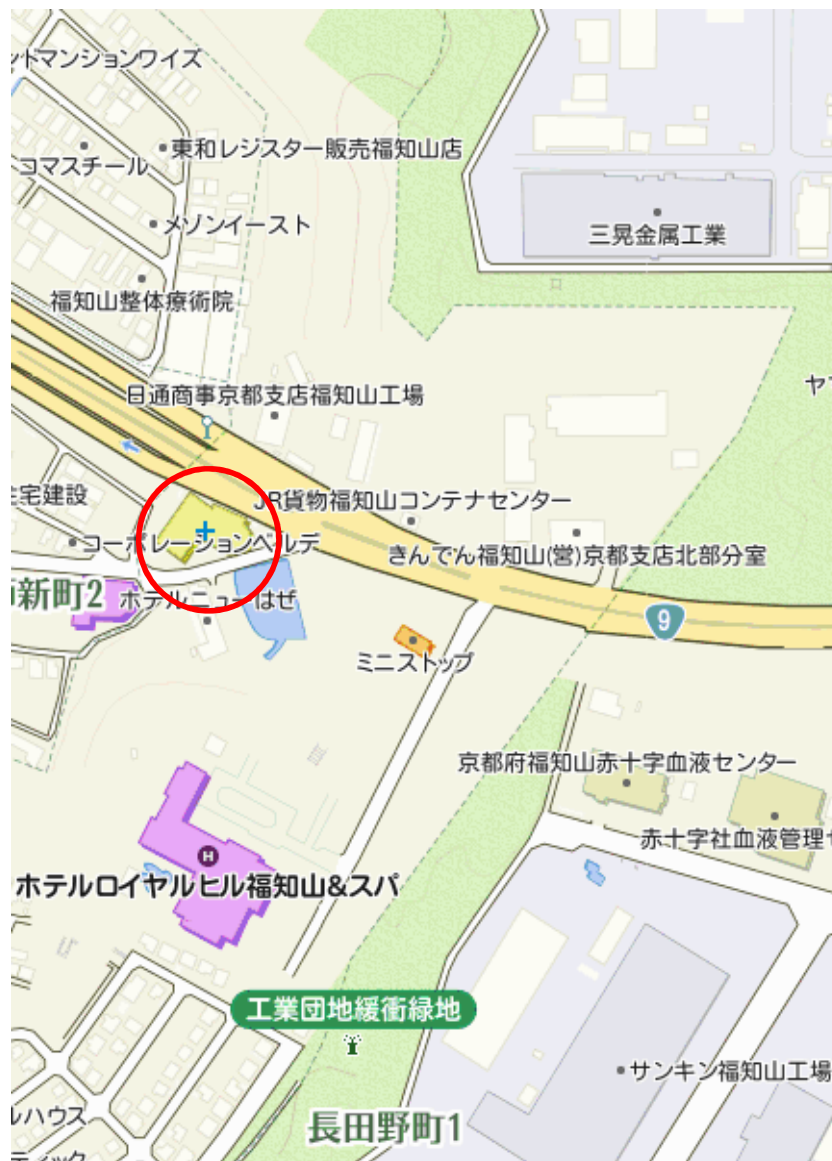 ッドマンションワイズ
東和レジスター販売福知山店
コマスチール
メゾンイースト
三晃金属工業
福知山整体療術院
日通商事京都支店福知山工場
ヤマ
住宅建設
JR貨物福知山コンテナセンター
コーポレーションベルデ
きんでん福知山(営)京都支店北部分室
新町2
ホテルニューはぜ
9
ミニストップ
京都府福知山赤十字血液センター
赤十字社血液管理セ
H
ホテルロイヤルヒル福知山&スパ
工業団地緩衝緑地
サンキン福知山工場
ルハウス
長田野町1
ティック